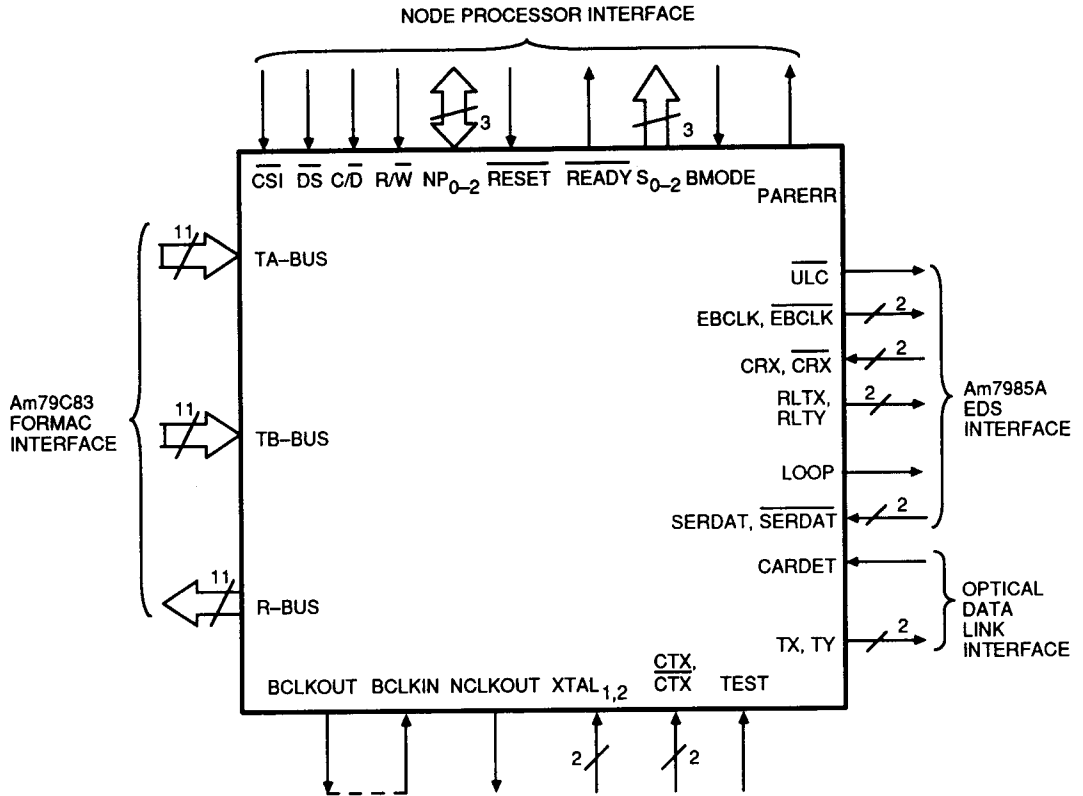 NODE PROCESSOR INTERFACE
3
3
CSI DS C/D R/W NP0–2 RESET READY S0–2 BMODE
PARERR
11
TA–BUS
ULC
EBCLK, EBCLK
2
CRX, CRX
2
Am79C83
FORMAC
INTERFACE
11
TB–BUS
RLTX,
RLTY
2
Am7985A
EDS
INTERFACE
LOOP
SERDAT, SERDAT
2
CARDET
11
R–BUS
OPTICAL
DATA
LINK
INTERFACE
TX, TY
2
BCLKOUT BCLKIN NCLKOUT XTAL1,2
CTX,
CTX
TEST
2
2